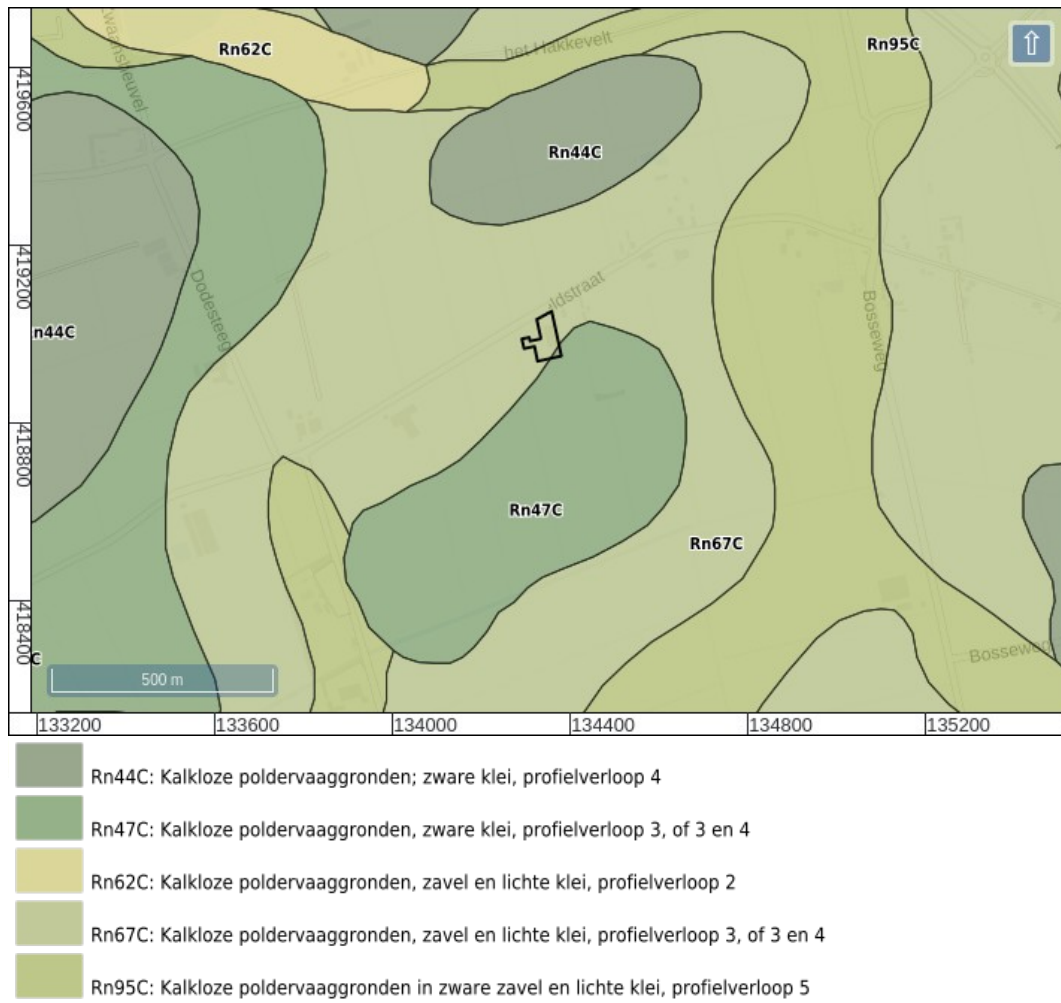 Zwaansheuvel
Rn62C
het Hakkevelt
Rn95C
⇧
419600
Rn44C
419200
Dodesteeg
ldstraat
Bosseweg
n44C
418800
Rn47C
Rn67C
418400
C
Bosseweg
500 m
133200
133600
134000
134400
134800
135200
Rn44C: Kalkloze poldervaaggronden; zware klei, profielverloop 4
Rn47C: Kalkloze poldervaaggronden, zware klei, profielverloop 3, of 3 en 4
Rn62C: Kalkloze poldervaaggronden, zavel en lichte klei, profielverloop 2
Rn67C: Kalkloze poldervaaggronden, zavel en lichte klei, profielverloop 3, of 3 en 4
Rn95C: Kalkloze poldervaaggronden in zware zavel en lichte klei, profielverloop 5